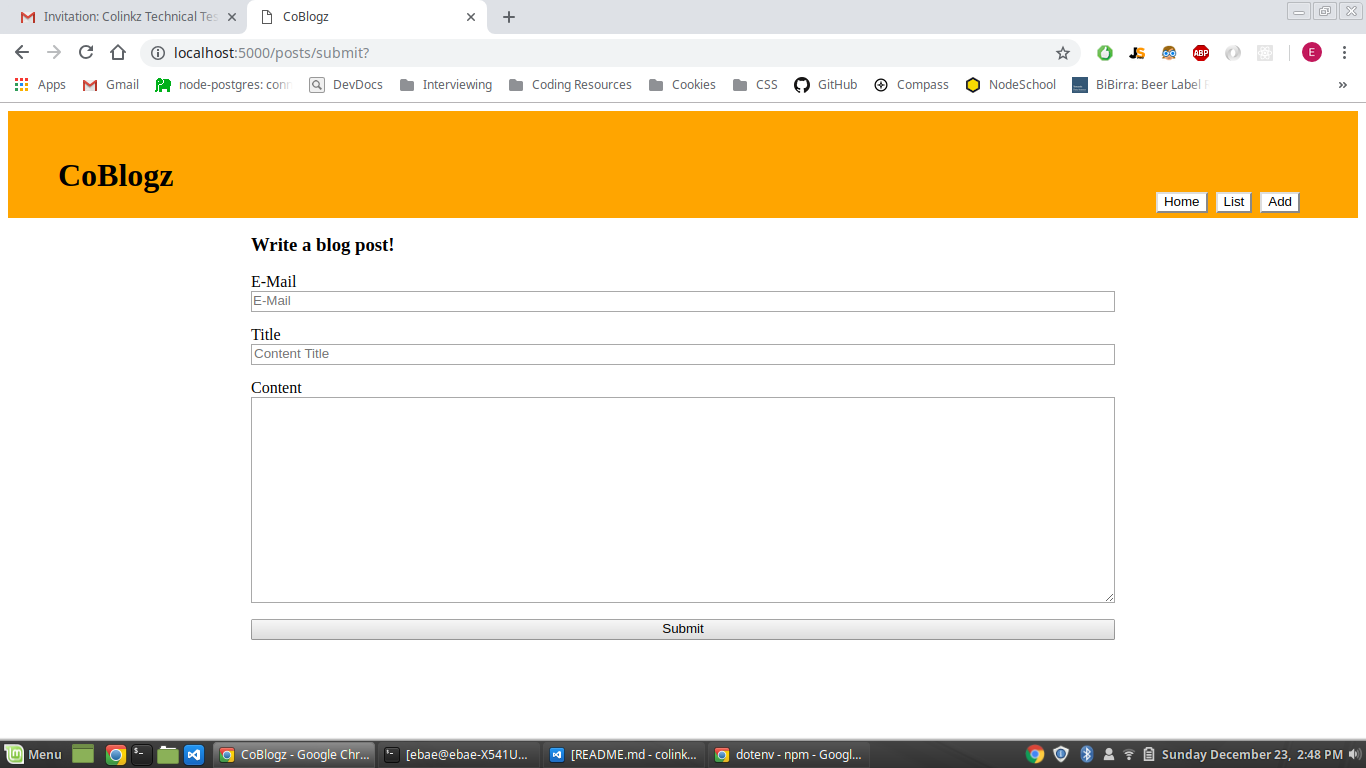 Invitation: Colinkz Technical Tes
CoBlogz
localhost:5000/posts/submit?
JS
ABP
E
Apps
Gmail
node-postgres: conn
DevDocs
Interviewing
Coding Resources
Cookies
CSS
GitHub
Compass
NodeSchool
BiBirra: Beer Label
»
CoBlogz
Home
List
Add
Write a blog post!
E-Mail
E-Mail
Title
Content Title
Content
Submit
Menu
CoBlogz - Google Chr...
[ebae@ebae-X541U...
[README.md - colink...
dotenv - npm - Googl...
Sunday December 23, 2:48 PM